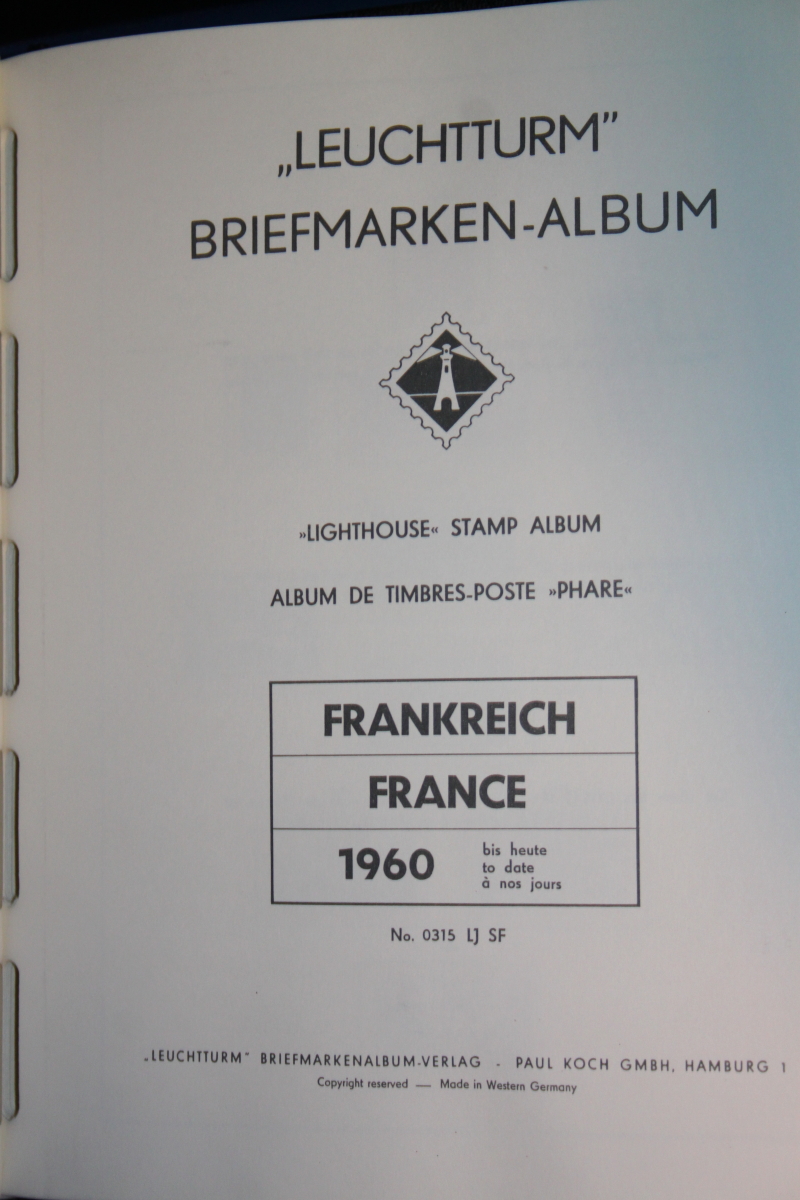 „LEUCHTTURM”
BRIEFMARKEN-ALBUM
»LIGHTHOUSE« STAMP ALBUM
ALBUM DE TIMBRES-POSTE »PHARE«
FRANKREICH
FRANCE
1960
bis heute
to date
à nos jours
No. 0315 LJ SF
„LEUCHTTURM” BRIEFMARKENALBUM-VERLAG - PAUL KOCH GMBH, HAMBURG 1
Copyright reserved — Made in Western Germany